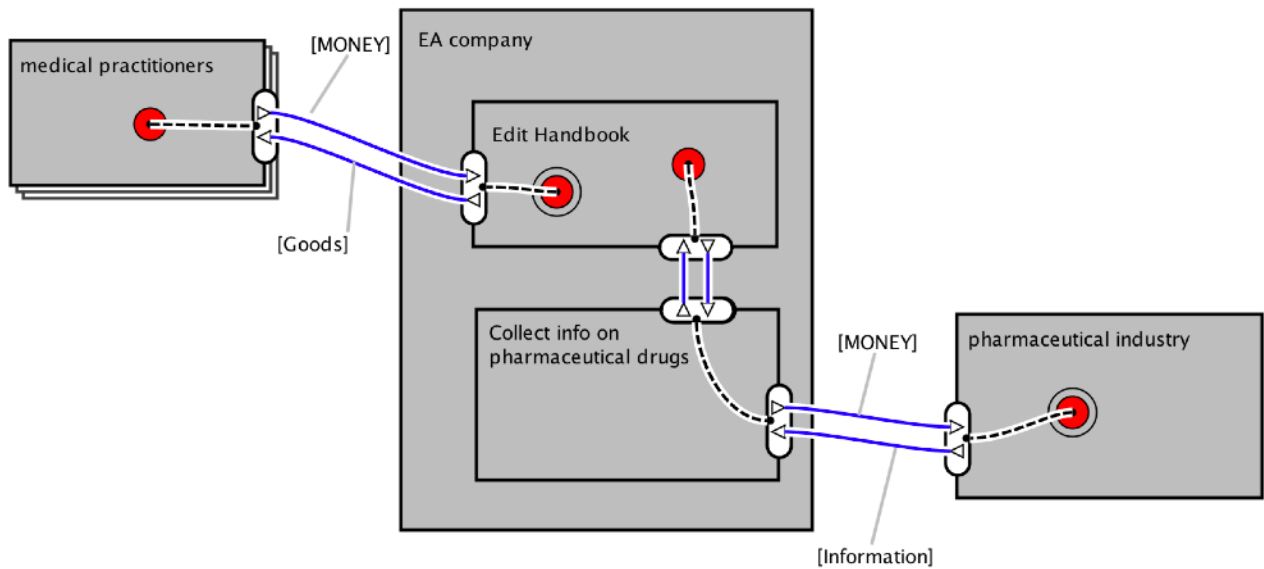 [MONEY]
EA company
medical practitioners
Edit Handbook
[Goods]
Collect info on
pharmaceutical drugs
[MONEY]
pharmaceutical industry
[Information]